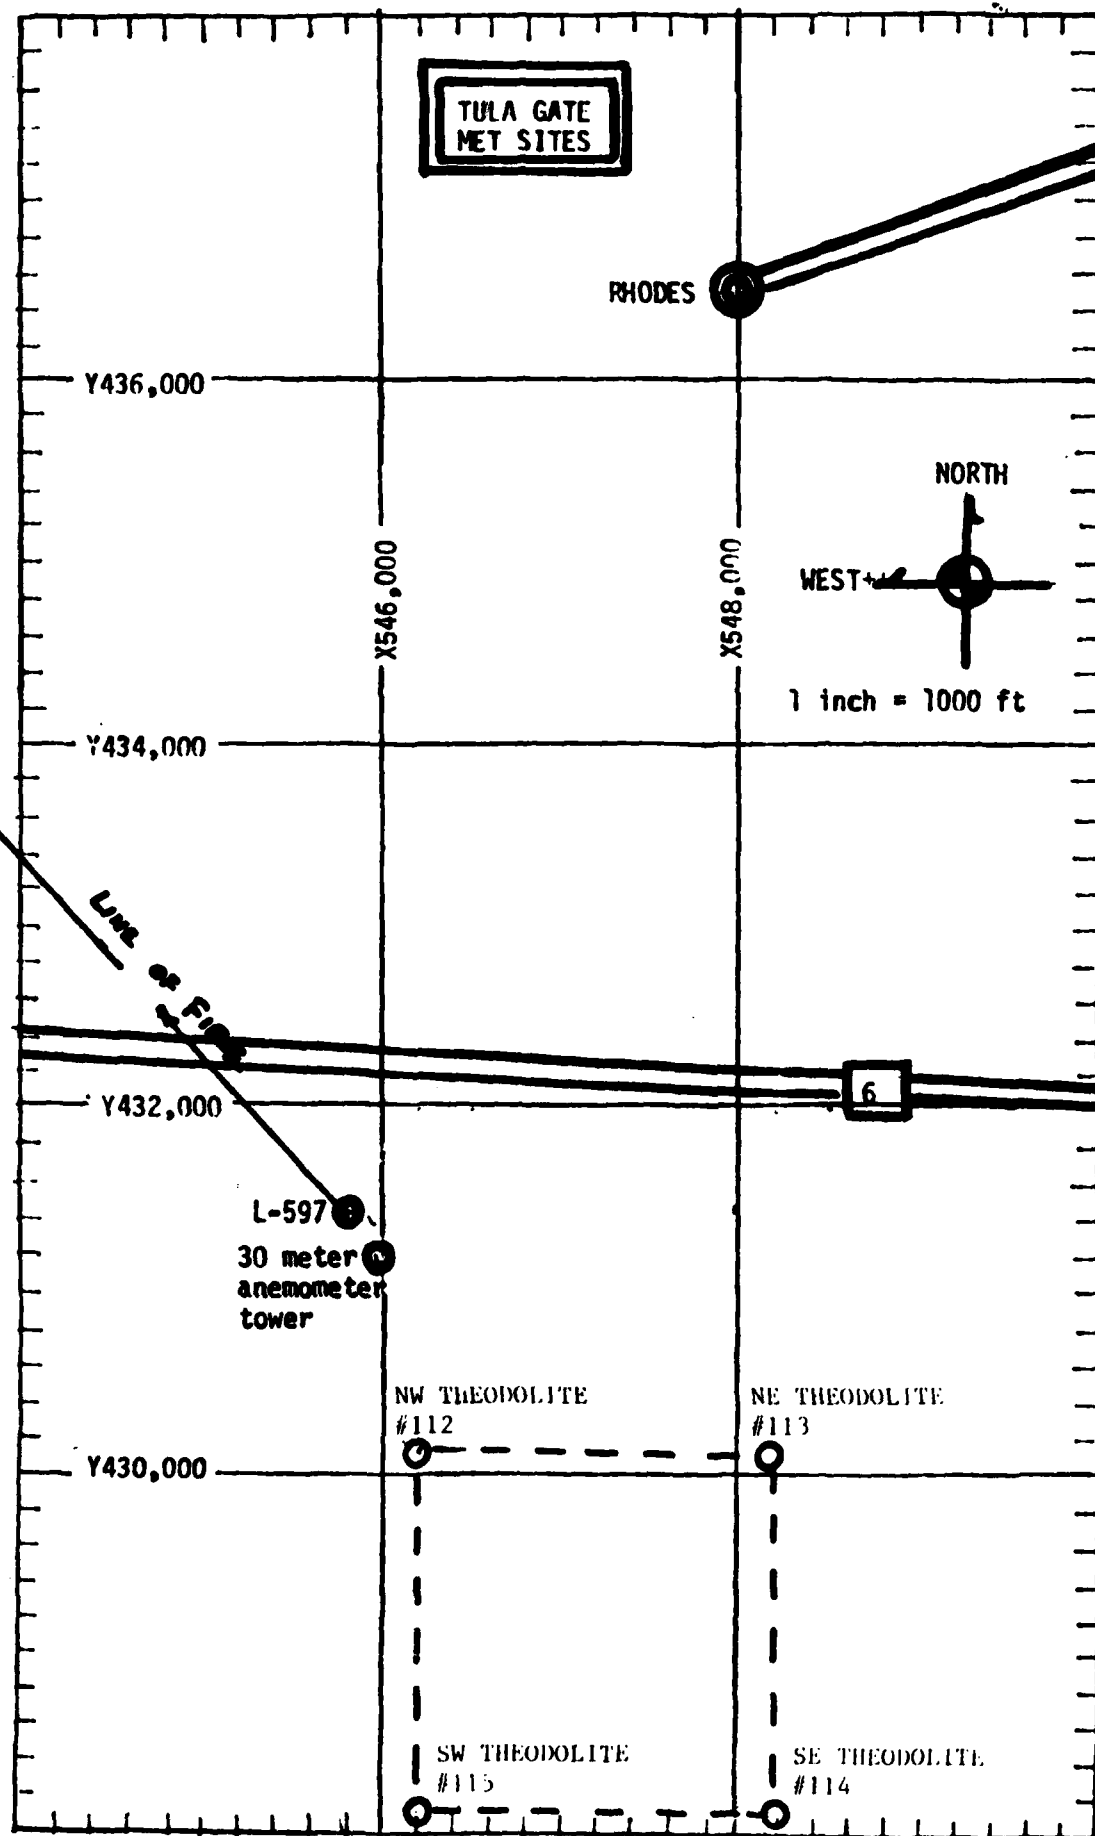 TULA GATE
MET SITES
RHODES
Y436,000
NORTH
X546,000
X548,000
WEST
1 inch = 1000 ft
Y434,000
LINE OF FIRE
6
Y432,000
L-597
30 meter
anemometer
tower
NW THEODOLITE
#112
NE THEODOLITE
#113
Y430,000
SW THEODOLITE
#115
SE THEODOLITE
#114